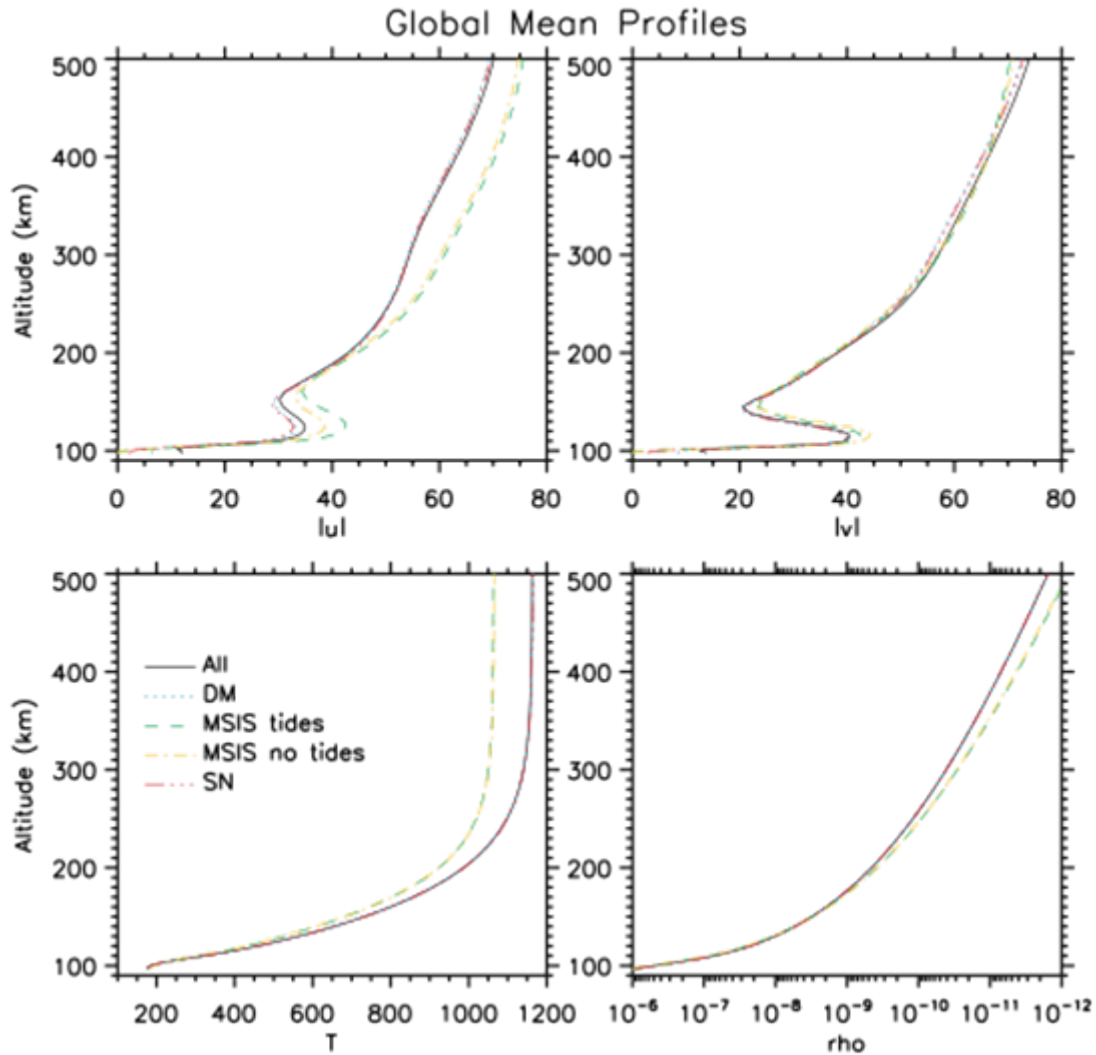 Global Mean Profiles
500
400
300
200
100
Altitude (km)
0 20 40 60 80
|u|
500
400
300
200
100
0 20 40 60 80
|v|
500
400
300
200
100
Altitude (km)
All
DM
MSIS tides
MSIS no tides
SN
200 400 600 800 1000 1200
T
500
400
300
200
100
10⁻⁶ 10⁻⁷ 10⁻⁸ 10⁻⁹ 10⁻¹⁰ 10⁻¹¹ 10⁻¹²
rho